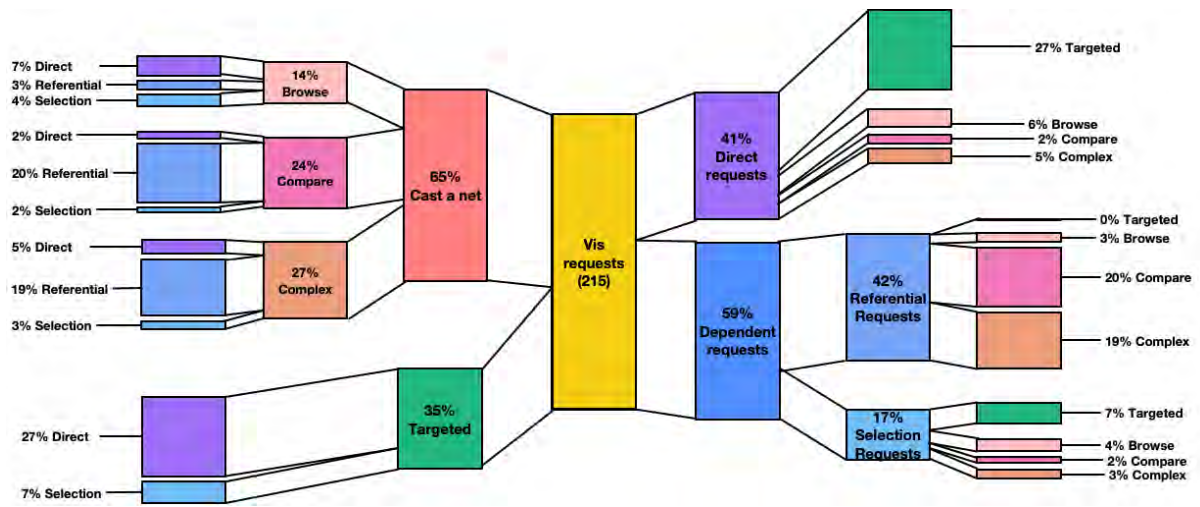 7% Direct
3% Referential
4% Selection
14%
Browse
2% Direct
20% Referential
2% Selection
24%
Compare
5% Direct
19% Referential
3% Selection
27%
Complex
65%
Cast a net
27% Direct
7% Selection
35%
Targeted
Vis
requests
(215)
41%
Direct
requests
27% Targeted
6% Browse
2% Compare
5% Complex
59%
Dependent
requests
42%
Referential
Requests
0% Targeted
3% Browse
20% Compare
19% Complex
17%
Selection
Requests
7% Targeted
4% Browse
2% Compare
3% Complex